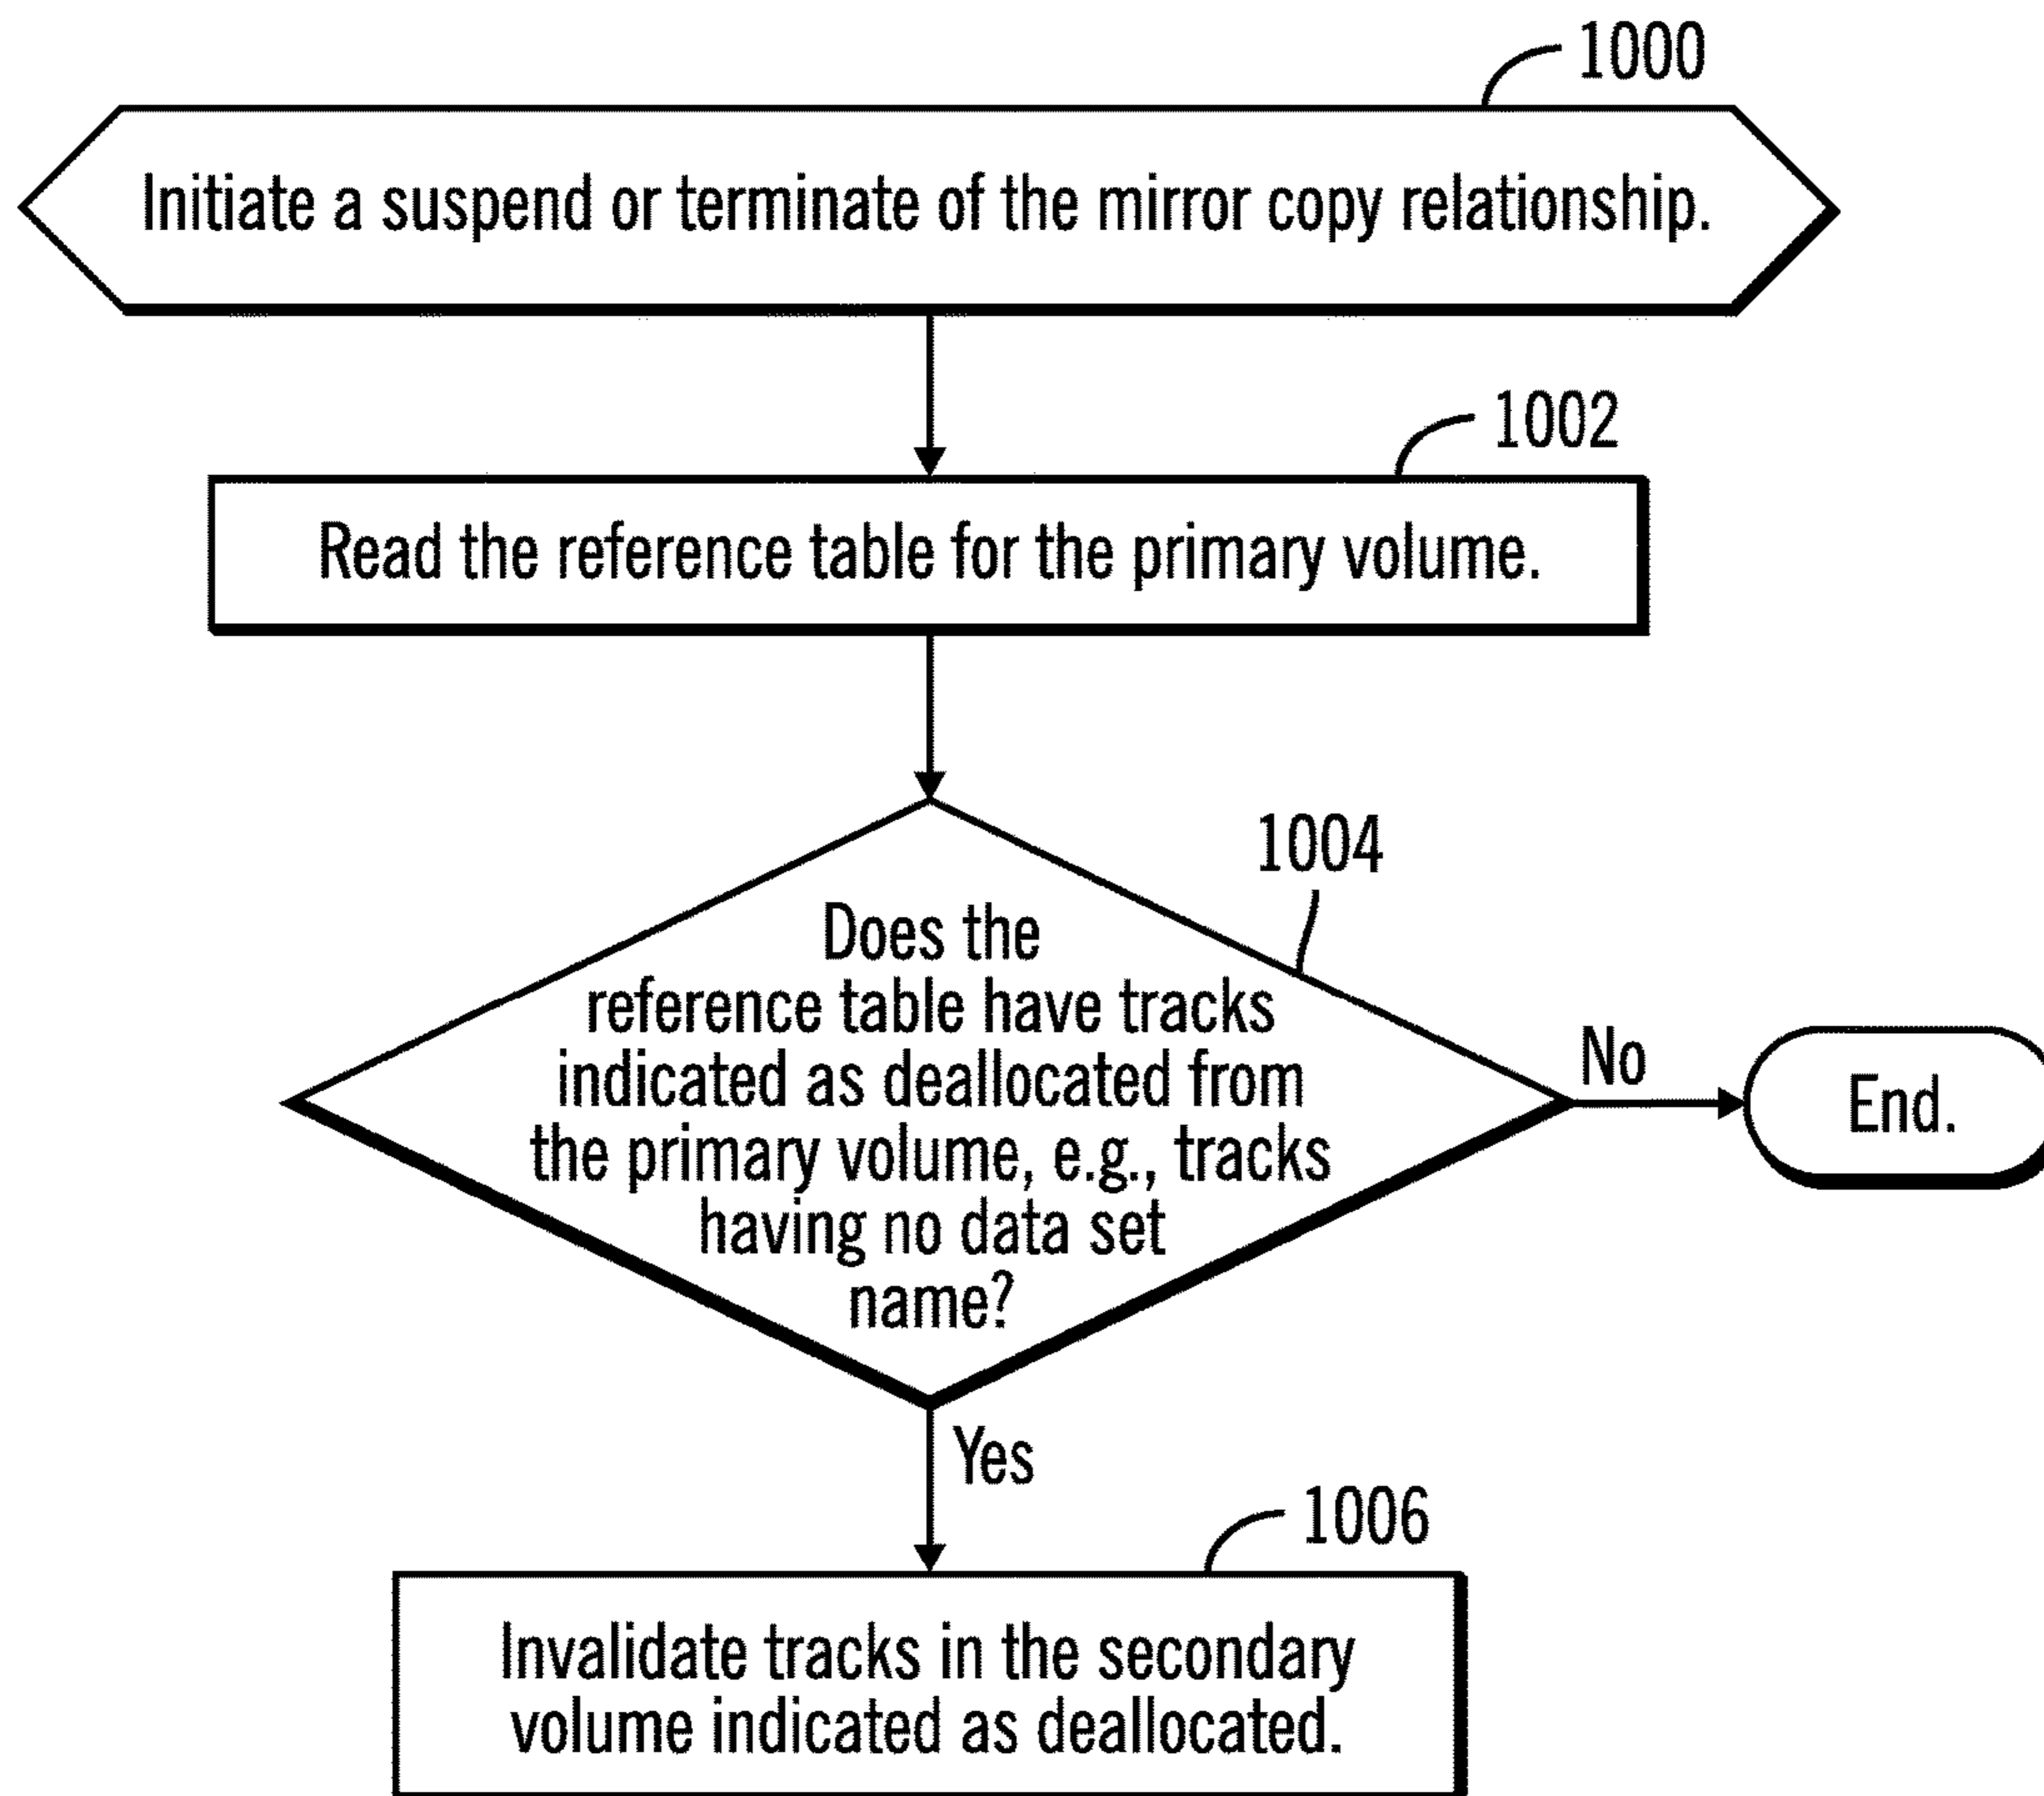 1000
Initiate a suspend or terminate of the mirror copy relationship.
1002
Read the reference table for the primary volume.
1004
Does the
reference table have tracks
indicated as deallocated from
the primary volume, e.g., tracks
having no data set
name?
No
End.
Yes
1006
Invalidate tracks in the secondary
volume indicated as deallocated.